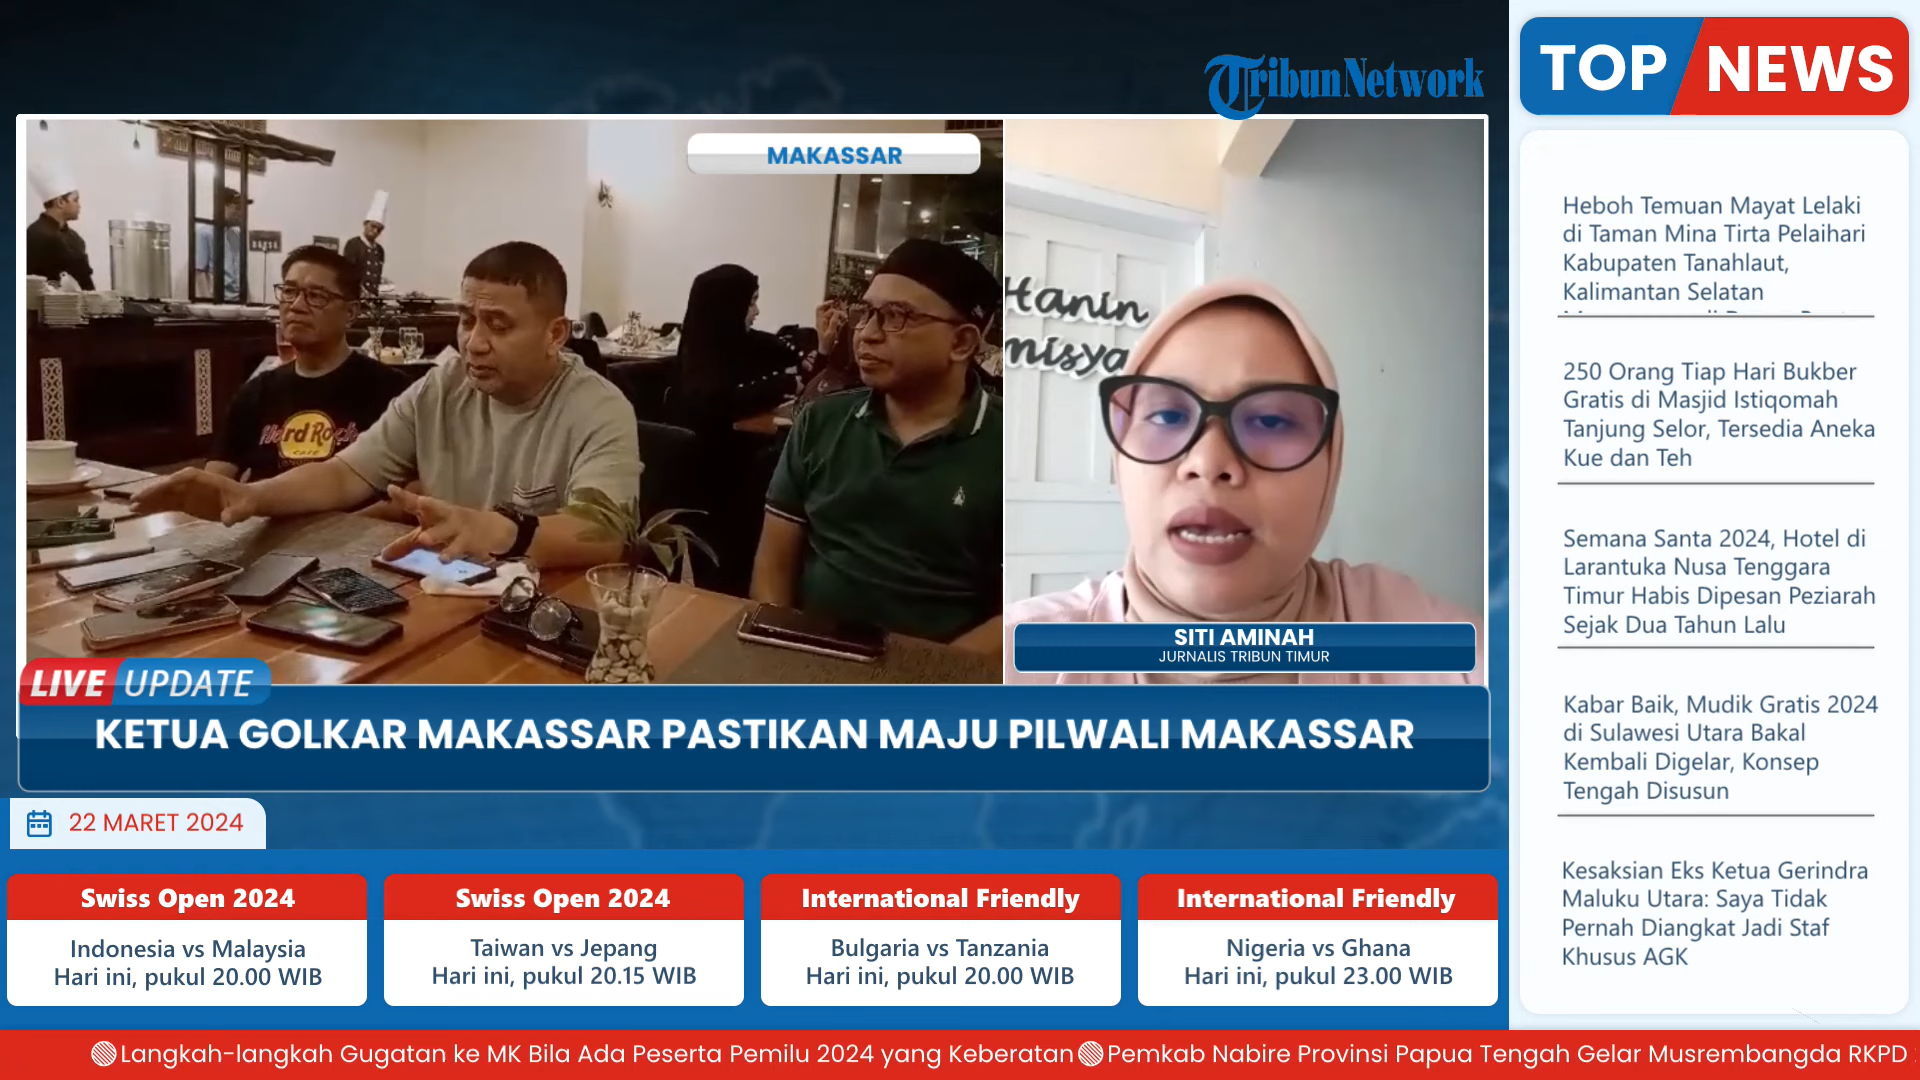 TribunNetwork
TOP NEWS
MAKASSAR
Hanin
misya
Hard Rock
CAFE
SITI AMINAH
JURNALIS TRIBUN TIMUR
LIVE UPDATE
KETUA GOLKAR MAKASSAR PASTIKAN MAJU PILWALI MAKASSAR
22 MARET 2024
Heboh Temuan Mayat Lelaki
di Taman Mina Tirta Pelaihari
Kabupaten Tanahlaut,
Kalimantan Selatan
250 Orang Tiap Hari Bukber
Gratis di Masjid Istiqomah
Tanjung Selor, Tersedia Aneka
Kue dan Teh
Semana Santa 2024, Hotel di
Larantuka Nusa Tenggara
Timur Habis Dipesan Peziarah
Sejak Dua Tahun Lalu
Kabar Baik, Mudik Gratis 2024
di Sulawesi Utara Bakal
Kembali Digelar, Konsep
Tengah Disusun
Kesaksian Eks Ketua Gerindra
Maluku Utara: Saya Tidak
Pernah Diangkat Jadi Staf
Khusus AGK
Swiss Open 2024
Indonesia vs Malaysia
Hari ini, pukul 20.00 WIB
Swiss Open 2024
Taiwan vs Jepang
Hari ini, pukul 20.15 WIB
International Friendly
Bulgaria vs Tanzania
Hari ini, pukul 20.00 WIB
International Friendly
Nigeria vs Ghana
Hari ini, pukul 23.00 WIB
Langkah-langkah Gugatan ke MK Bila Ada Peserta Pemilu 2024 yang Keberatan Pemkab Nabire Provinsi Papua Tengah Gelar Musrembangda RKPD